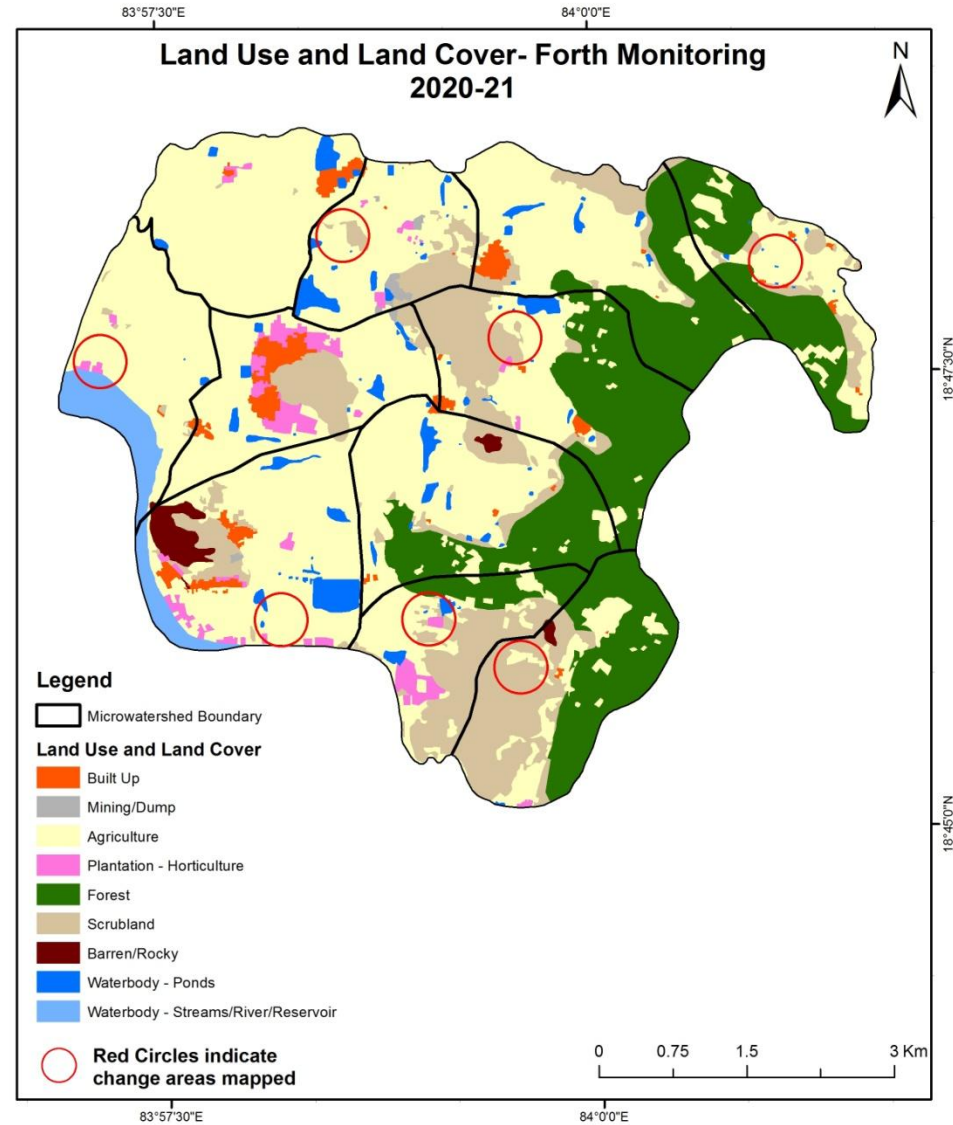 83°57'30"E
84°0'0"E
Land Use and Land Cover- Forth Monitoring
2020-21
N
18°47'30"N
18°45'0"N
Legend
Microwatershed Boundary
Land Use and Land Cover
Built Up
Mining/Dump
Agriculture
Plantation - Horticulture
Forest
Scrubland
Barren/Rocky
Waterbody - Ponds
Waterbody - Streams/River/Reservoir
Red Circles indicate
change areas mapped
0 0.75 1.5 3 Km
83°57'30"E
84°0'0"E